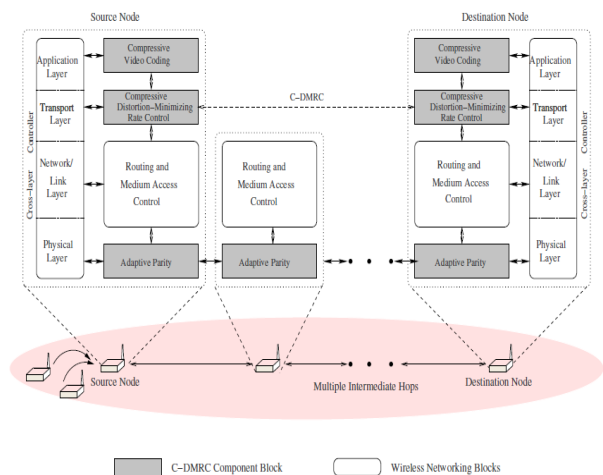 Source Node
Destination Node
Application
Layer
Transport
Layer
Network/
Link
Layer
Physical
Layer
Cross-layer Controller
Compressive
Video Coding
Compressive
Distortion-Minimizing
Rate Control
Routing and
Medium Access
Control
Adaptive Parity
Routing and
Medium Access
Control
Adaptive Parity
C-DMRC
Compressive
Video Coding
Compressive
Distortion-Minimizing
Rate Control
Routing and
Medium Access
Control
Adaptive Parity
Application
Layer
Transport
Layer
Network/
Link
Layer
Physical
Layer
Cross-layer Controller
Source Node
Multiple Intermediate Hops
Destination Node
C-DMRC Component Block
Wireless Networking Blocks